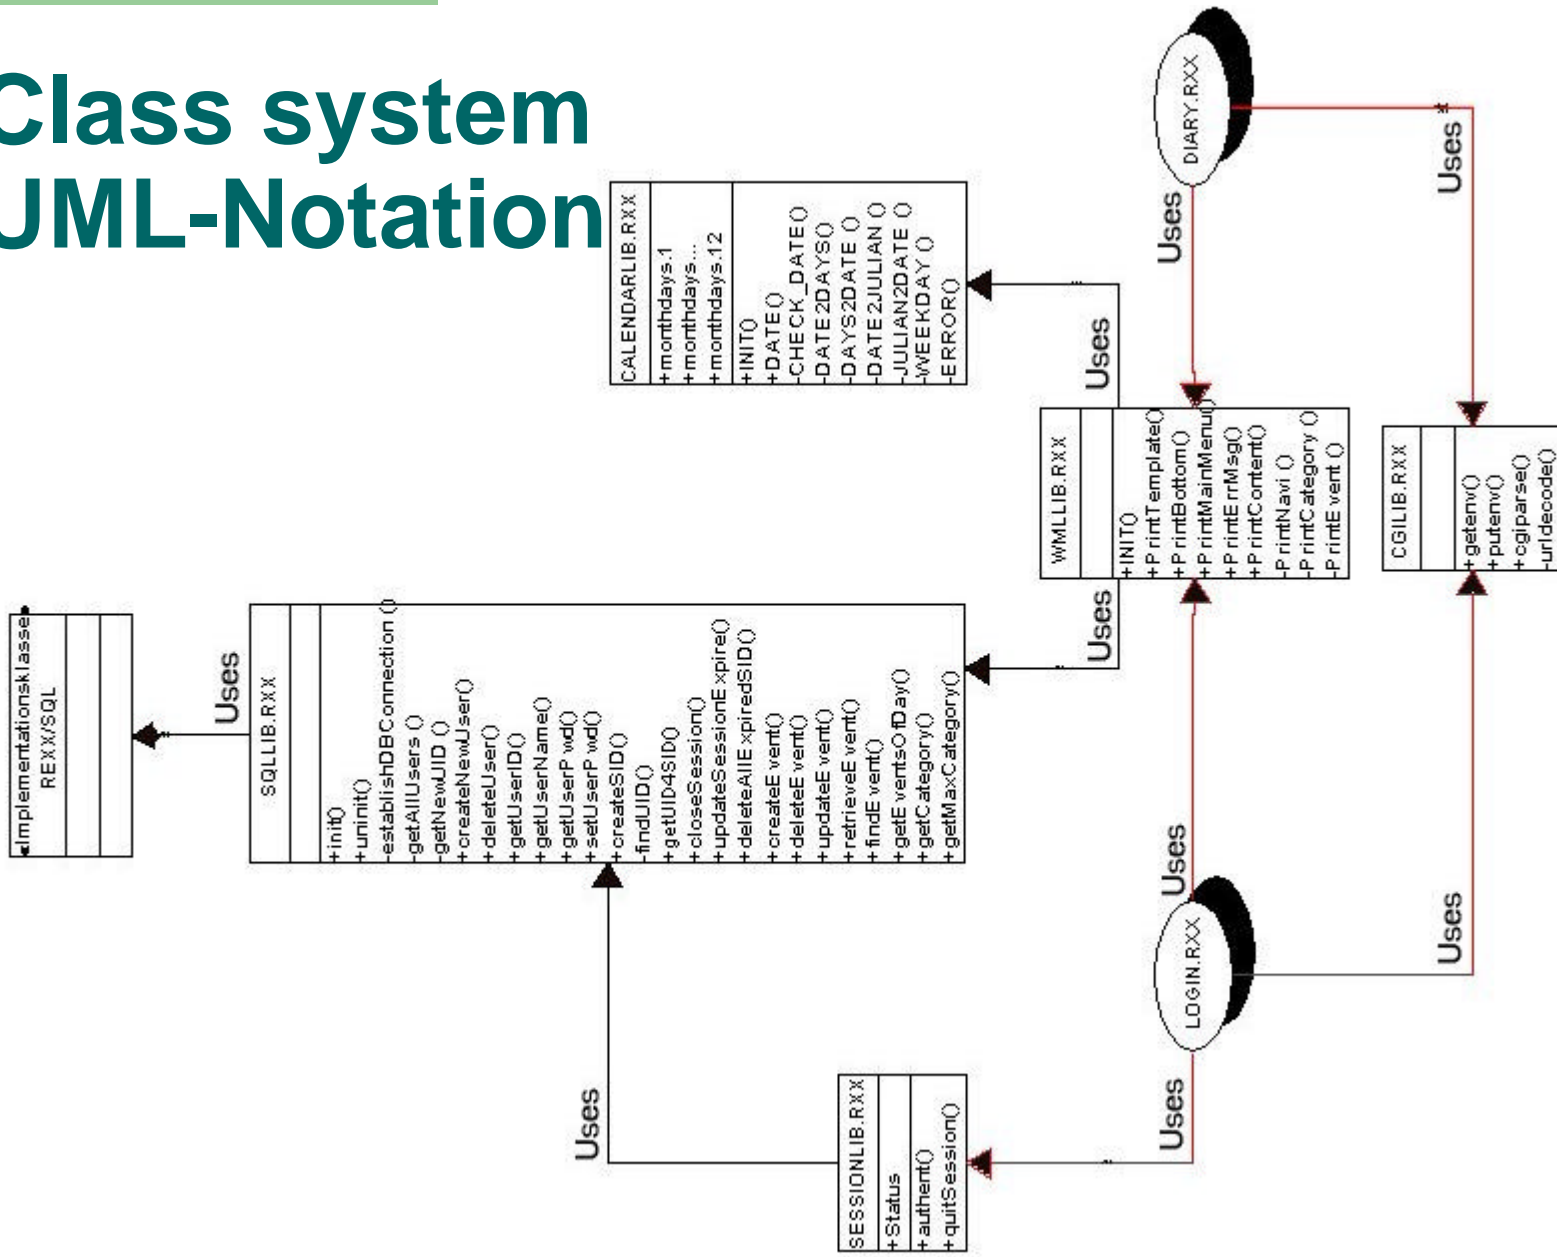 Class system
UML-Notation
«Implementationsklasse»
REXX/SQL
Uses
SQLLIB.RXX
+init()
+uninit()
-establishDBConnection ()
-getAllUsers ()
-getNewUID ()
+createNewUser()
+deleteUser()
+getUserID()
+getUserName()
+getUserPwd()
+setUserPwd()
+createSID()
-findUID()
+getUID4SID()
+closeSession()
+updateSessionExpire()
+deleteAllExpiredSID()
+createEvent()
+deleteEvent()
+updateEvent()
+retrieveEvent()
+findEvent()
+getEventsOfDay()
+getCategory()
+getMaxCategory()
CALENDARLIB.RXX
+monthdays.1
+monthdays...
+monthdays.12
+INIT()
+DATE()
-CHECK_DATE()
-DATE2DAYS()
-DAYS2DATE ()
-DATE2JULIAN ()
-JULIAN2DATE ()
-WEEKDAY ()
-ERROR()
Uses
Uses
Uses
SESSIONLIB.RXX
+Status
+authent()
+quitSession()
WMLLIB.RXX
+INIT()
+PrintTemplate()
+PrintBottom()
+PrintMainMenu()
+PrintErrMsg()
+PrintContent()
-PrintNavi ()
-PrintCategory ()
-PrintEvent ()
Uses
LOGIN.RXX
Uses
Uses
DIARY.RXX
Uses
CGILIB.RXX
+getenv()
+putenv()
+cgiparse()
-urldecode()
Uses
Uses